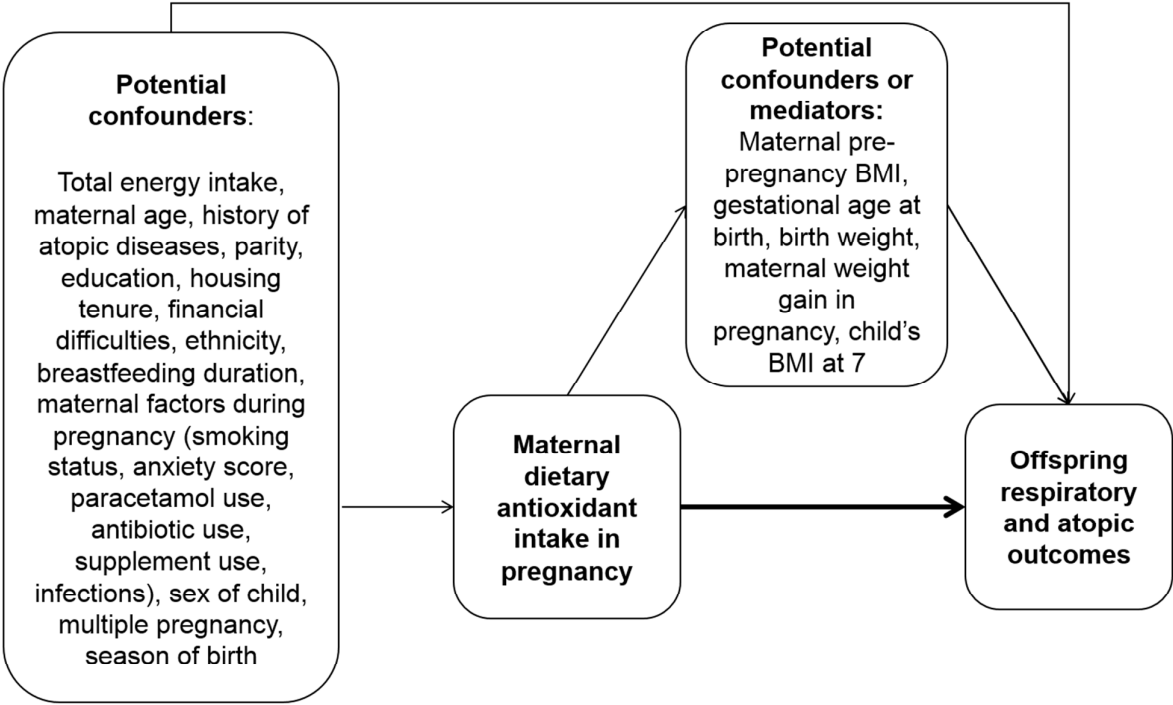 Potential
confounders:
Total energy intake,
maternal age, history of
atopic diseases, parity,
education, housing
tenure, financial
difficulties, ethnicity,
breastfeeding duration,
maternal factors during
pregnancy (smoking
status, anxiety score,
paracetamol use,
antibiotic use,
supplement use,
infections), sex of child,
multiple pregnancy,
season of birth
Maternal
dietary
antioxidant
intake in
pregnancy
Potential
confounders or
mediators:
Maternal pre-
pregnancy BMI,
gestational age at
birth, birth weight,
maternal weight
gain in
pregnancy, child’s
BMI at 7
Offspring
respiratory
and atopic
outcomes